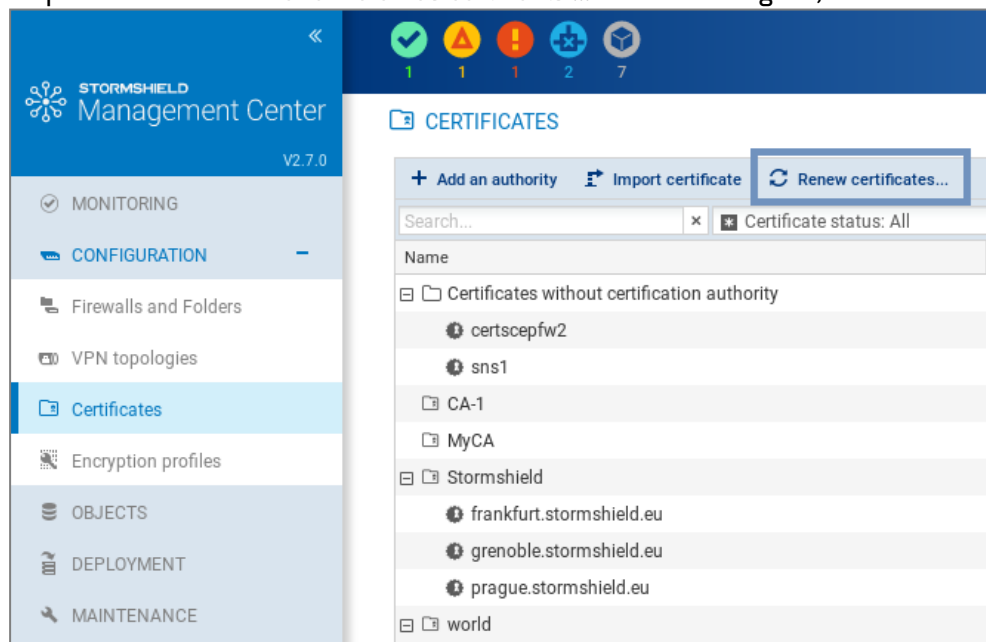 «
STORMSHIELD
Management Center
V2.7.0
1 1 1 2 7
CERTIFICATES
+ Add an authority Import certificate Renew certificates...
Search... × Certificate status: All
Name
MONITORING
CONFIGURATION −
Firewalls and Folders
VPN topologies
Certificates
Encryption profiles
OBJECTS
DEPLOYMENT
MAINTENANCE
Certificates without certification authority
certscepfw2
sns1
CA-1
MyCA
Stormshield
frankfurt.stormshield.eu
grenoble.stormshield.eu
prague.stormshield.eu
world